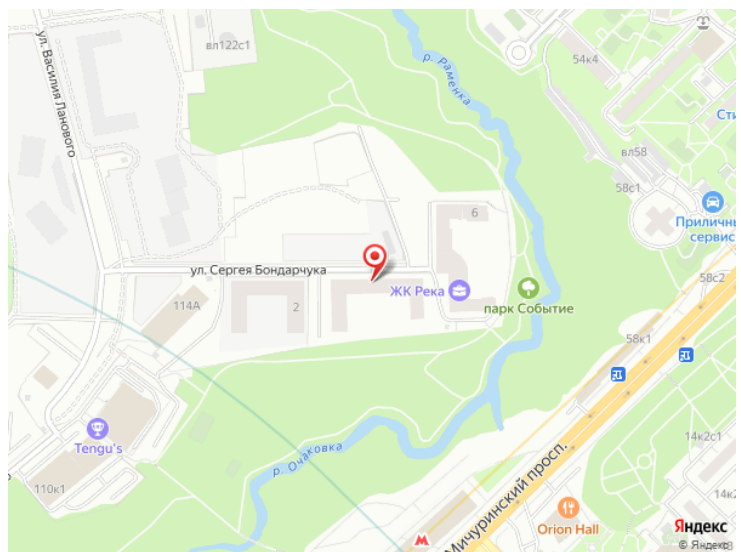 ул. Василия Ланового
вл122с1
р. Раменка
54к4
Сти
вл58
58с1
Приличны
сервис
6
ул. Сергея Бондарчука
ЖК Река
парк Событие
58с2
114А
2
58к1
Tengu's
р. Очаковка
110к1
Мичуринский просп.
14к2с1
14к2
Orion Hall
Яндекс
© Яндекс